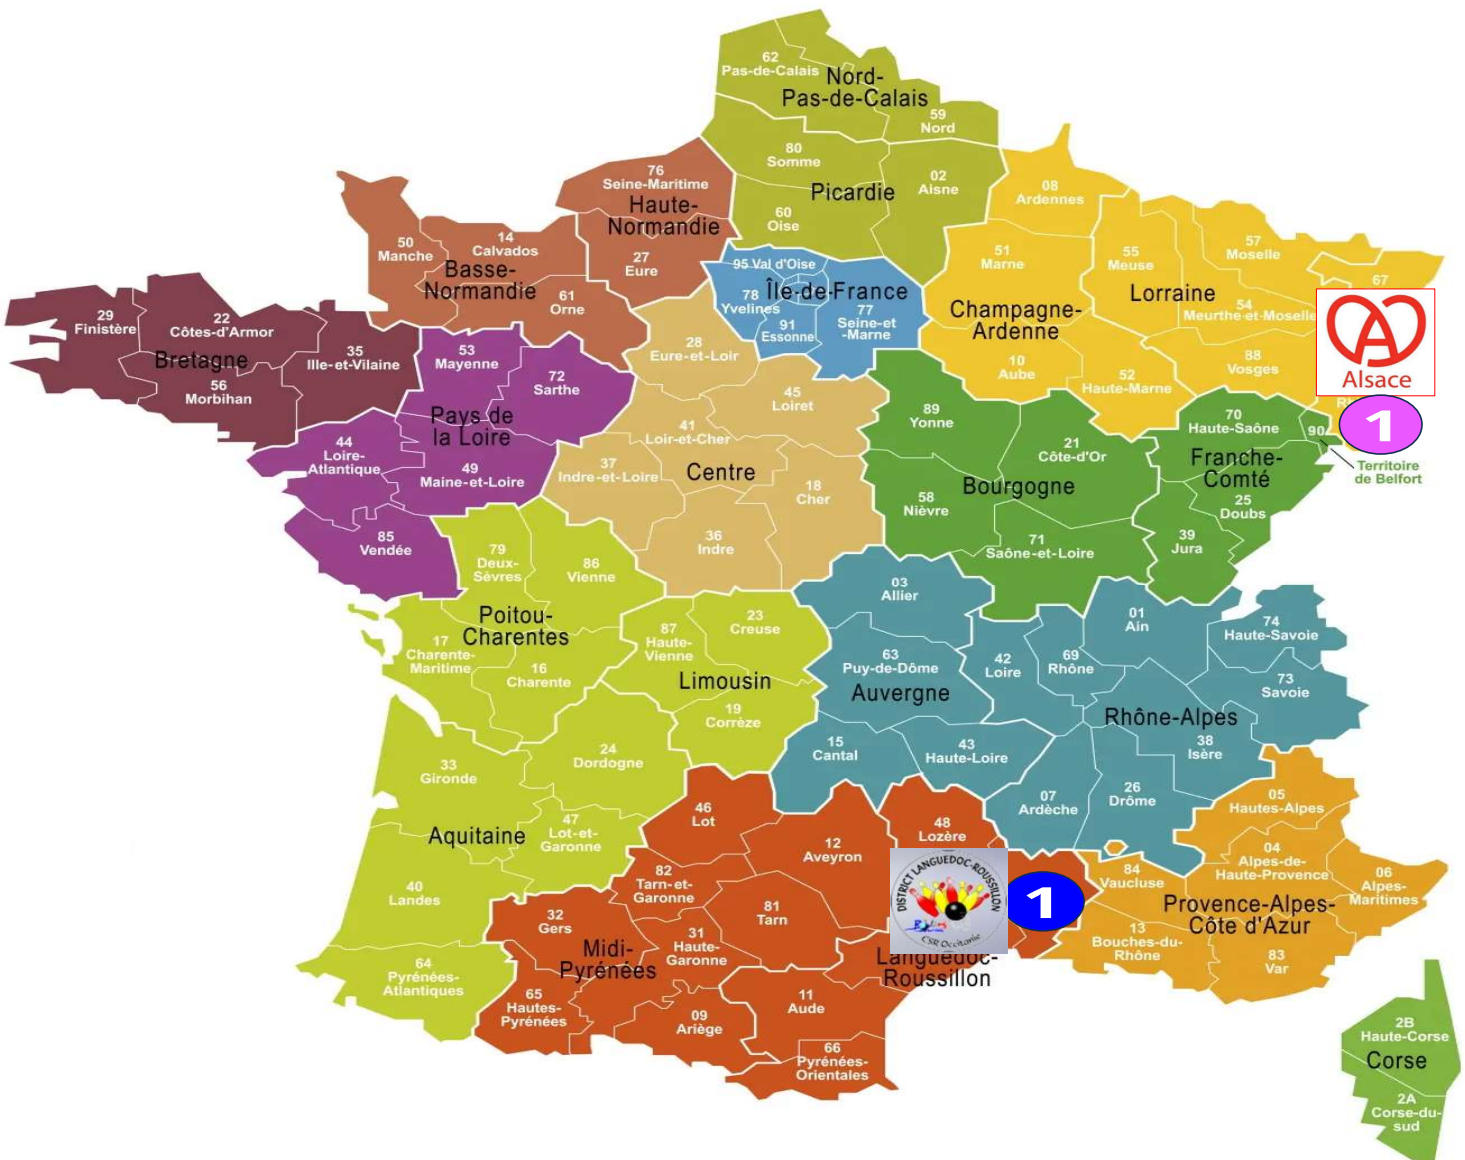 62
Pas-de-Calais
Nord-
Pas-de-Calais
59
Nord
80
Somme
02
Aisne
Picardie
60
Oise
76
Seine-Maritime
Haute-
Normandie
27
Eure
50
Manche
14
Calvados
Basse-
Normandie
61
Orne
08
Ardennes
51
Marne
Champagne-
Ardenne
10
Aube
52
Haute-Marne
55
Meuse
Lorraine
57
Moselle
54
Meurthe-et-Moselle
88
Vosges
67
Alsace
1
95 Val d'Oise
Île-de-France
78
Yvelines
91
Essonne
77
Seine-et
-Marne
29
Finistère
22
Côtes-d'Armor
Bretagne
56
Morbihan
35
Ille-et-Vilaine
53
Mayenne
72
Sarthe
Pays de
la Loire
44
Loire-
Atlantique
49
Maine-et-Loire
85
Vendée
28
Eure-et-Loir
45
Loiret
41
Loir-et-Cher
37
Indre-et-Loire
Centre
18
Cher
36
Indre
89
Yonne
21
Côte-d'Or
Bourgogne
58
Nièvre
71
Saône-et-Loire
70
Haute-Saône
90
Territoire
de Belfort
Franche-
Comté
25
Doubs
39
Jura
79
Deux-
Sèvres
86
Vienne
Poitou-
Charentes
17
Charente-
Maritime
16
Charente
87
Haute-
Vienne
23
Creuse
Limousin
19
Corrèze
03
Allier
63
Puy-de-Dôme
Auvergne
15
Cantal
43
Haute-Loire
42
Loire
69
Rhône
01
Ain
74
Haute-Savoie
73
Savoie
Rhône-Alpes
38
Isère
07
Ardèche
26
Drôme
33
Gironde
24
Dordogne
Aquitaine
47
Lot-et-
Garonne
40
Landes
64
Pyrénées-
Atlantiques
46
Lot
12
Aveyron
82
Tarn-et-
Garonne
81
Tarn
32
Gers
31
Haute-
Garonne
Midi-
Pyrénées
65
Hautes-
Pyrénées
09
Ariège
48
Lozère
DISTRICT LANGUEDOC-ROUSSILLON
CSR Occitanie
1
Languedoc-
Roussillon
11
Aude
66
Pyrénées-
Orientales
05
Hautes-Alpes
04
Alpes-de-
Haute-Provence
06
Alpes-
Maritimes
84
Vaucluse
Provence-Alpes-
Côte d'Azur
13
Bouches-du-
Rhône
83
Var
2B
Haute-Corse
Corse
2A
Corse-du-
sud